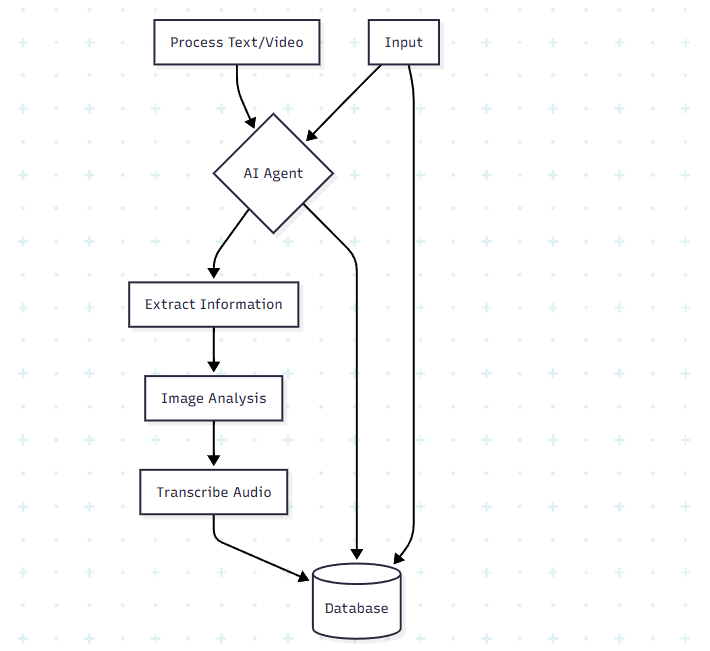 Process Text/Video
Input
AI Agent
Extract Information
Image Analysis
Transcribe Audio
Database